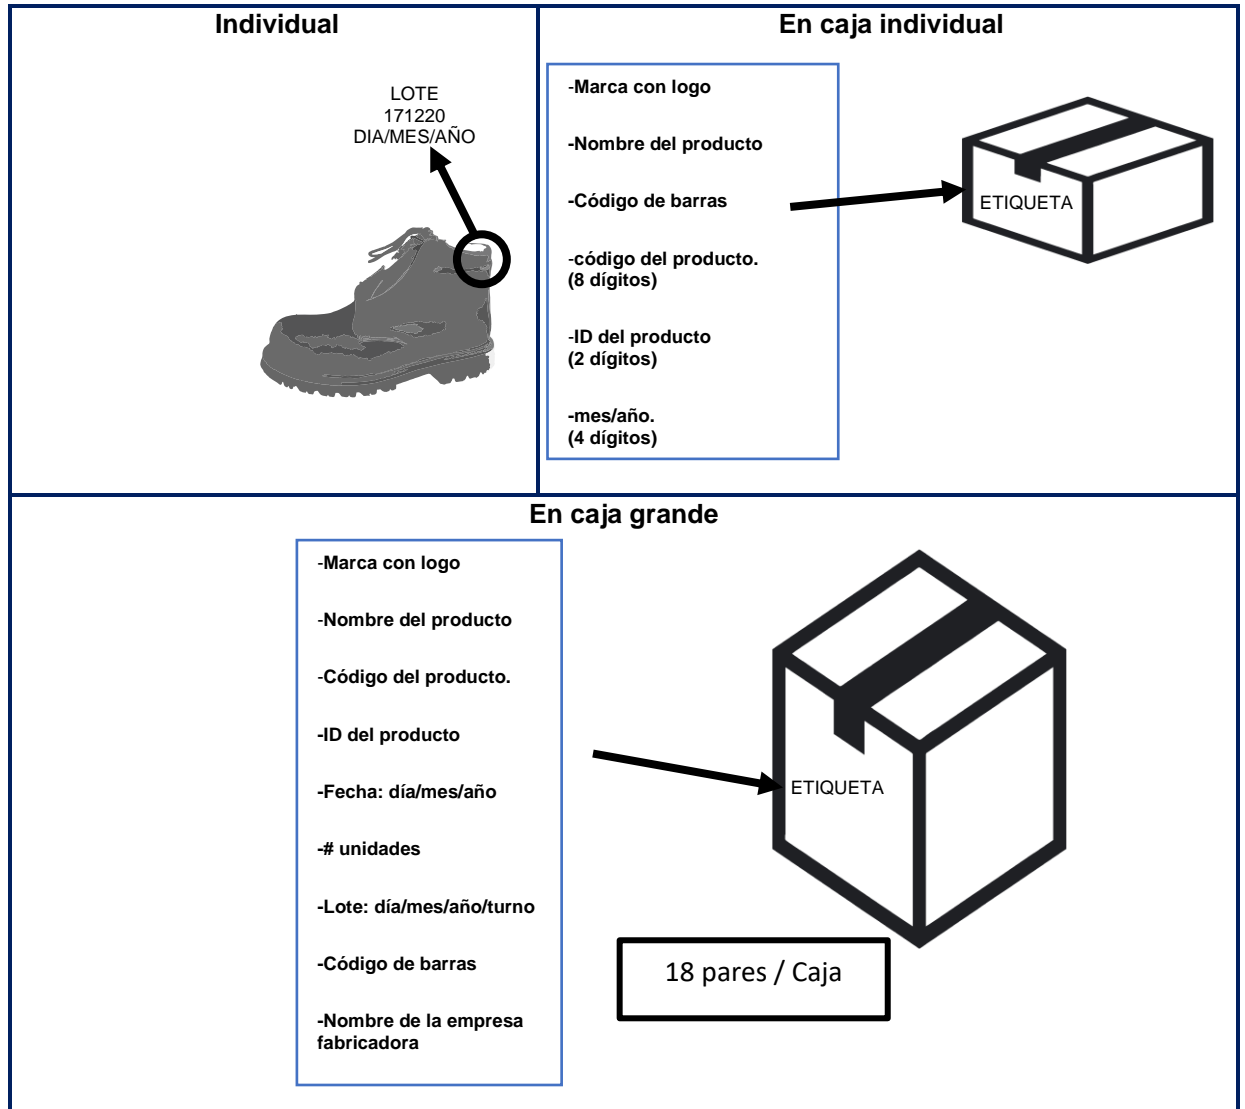 Individual
LOTE
171220
DIA/MES/AÑO
En caja individual
-Marca con logo
-Nombre del producto
-Código de barras
-código del producto.
(8 dígitos)
-ID del producto
(2 dígitos)
-mes/año.
(4 dígitos)
ETIQUETA
En caja grande
-Marca con logo
-Nombre del producto
-Código del producto.
-ID del producto
-Fecha: día/mes/año
-# unidades
-Lote: día/mes/año/turno
-Código de barras
-Nombre de la empresa
fabricadora
ETIQUETA
18 pares / Caja